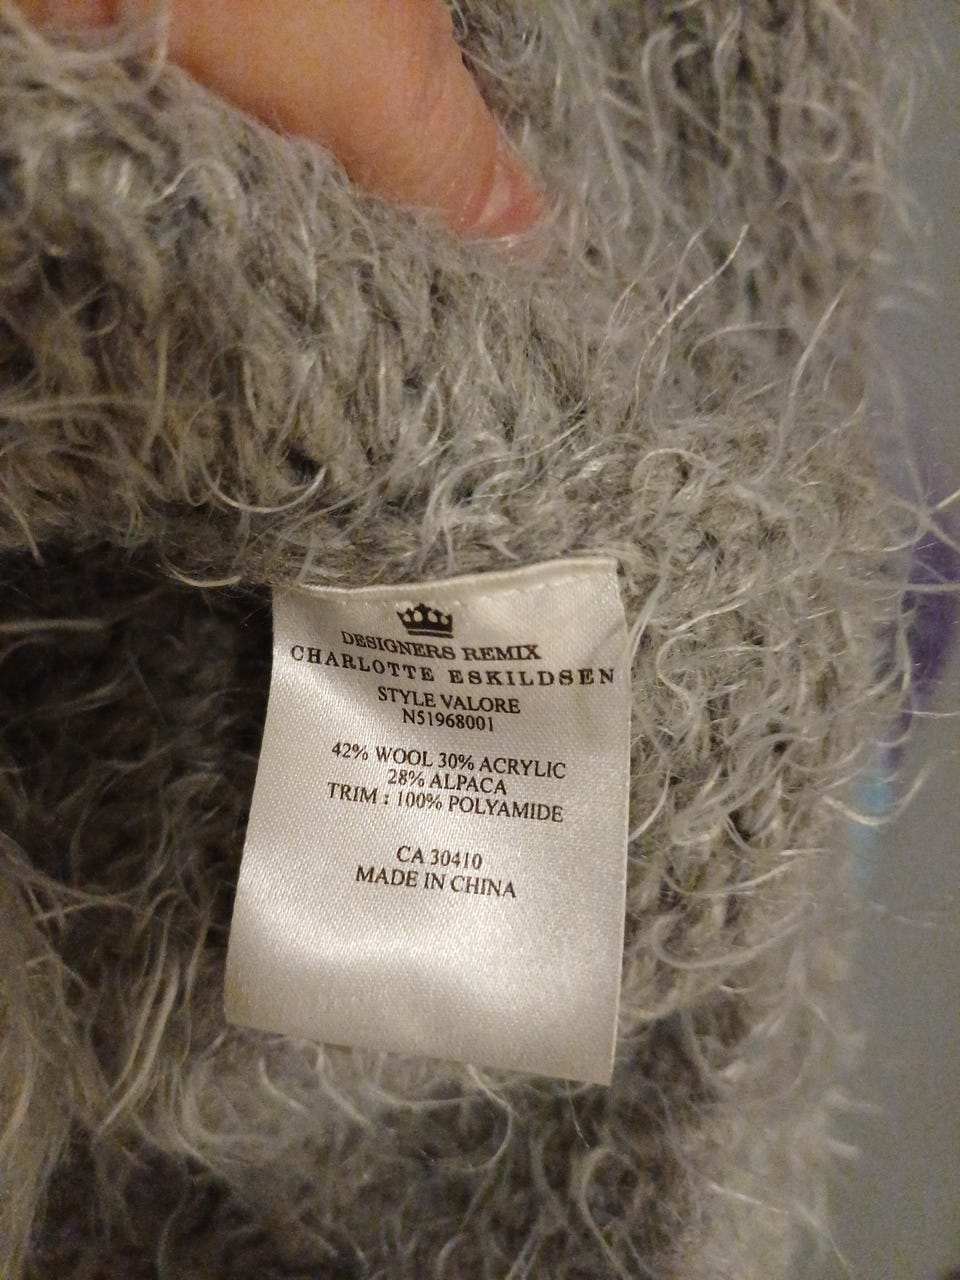 DESIGNERS REMIX
CHARLOTTE ESKILDSEN
STYLE VALORE
N51968001
42% WOOL 30% ACRYLIC
28% ALPACA
TRIM : 100% POLYAMIDE
CA 30410
MADE IN CHINA